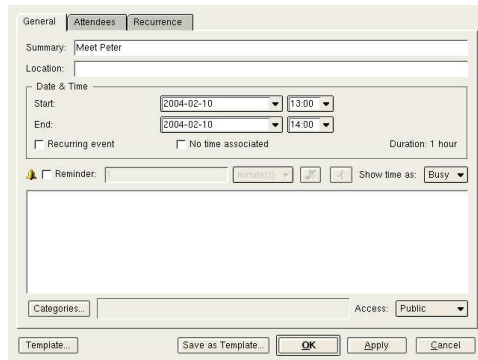 General Attendees Recurrence
Summary: Meet Peter
Location:
Date & Time
Start: 2004-02-10 13:00
End: 2004-02-10 14:00
Recurring event No time associated Duration: 1 hour
Reminder: 1 minute(s) Show time as: Busy
Categories... Access: Public
Template... Save as Template... OK Apply Cancel